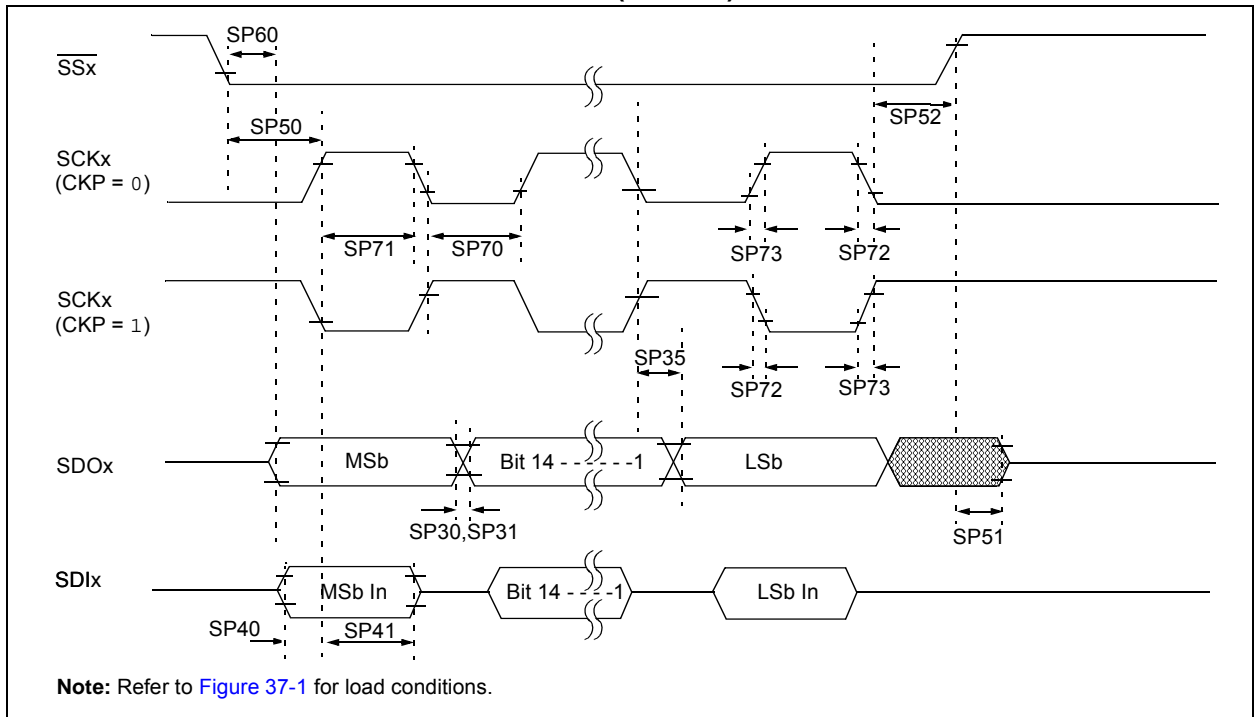 SP60
SSx
SP50
SP52
SCKx
(CKP = 0)
SP71
SP70
SP73
SP72
SCKx
(CKP = 1)
SP35
SP72
SP73
SDOx
MSb
Bit 14 - - - - - -1
LSb
SP30,SP31
SP51
SDIx
MSb In
Bit 14 - - - -1
LSb In
SP40
SP41
Note: Refer to Figure 37-1 for load conditions.